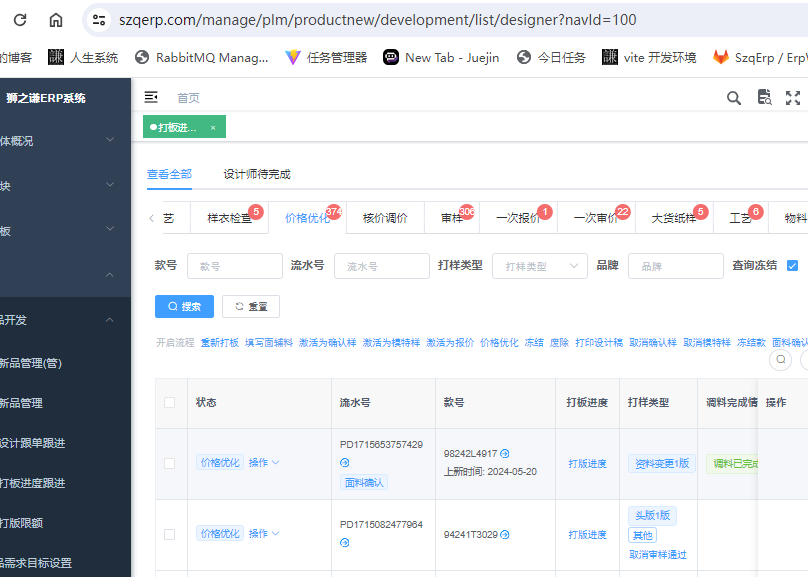 szqerp.com/manage/plm/productnew/development/list/designer?navId=100
的博客 人生系统 RabbitMQ Manag... 任务管理器 New Tab - Juejin 今日任务 vite 开发环境 SzqErp / ErpV
狮之谦ERP系统
首页
打板进... ×
体概况
块
板
品开发
新品管理(管)
新品管理
设计跟单跟进
打板进度跟进
打版限额
品需求目标设置
查看全部 设计师待完成
艺 样衣检查 5 价格优化 374 核价调价 审样 306 一次报价 1 一次审价 22 大货纸样 5 工艺 6 物料
款号 款号 流水号 流水号 打样类型 打样类型 品牌 品牌 查询冻结
搜索 重置
开启流程 重新打板 填写面辅料 激活为确认样 激活为模特样 激活为报价 价格优化 冻结 废除 打印设计稿 取消确认样 取消模特样 冻结款 面料确认
状态 流水号 款号 打板进度 打样类型 调料完成情 操作
价格优化 操作 PD1715653757429 面料确认 98242L4917 上新时间: 2024-05-20 打版进度 资料变更1版 调料已完成
价格优化 操作 PD1715082477964 94241T3029 打版进度 头版1版 其他 取消审样通过